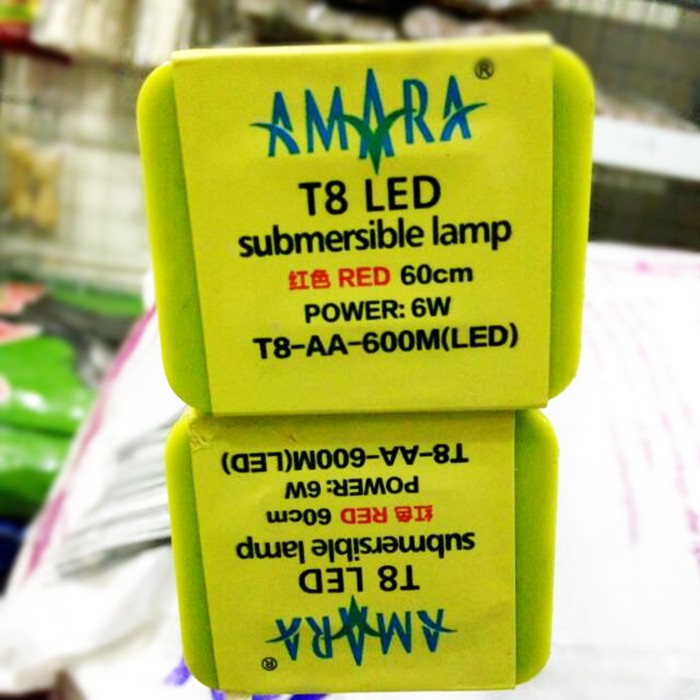 AMARA®
T8 LED
submersible lamp
红色 RED 60cm
POWER: 6W
T8-AA-600M(LED)
AMARA®
T8 LED
submersible lamp
红色 RED 60cm
POWER: 6W
T8-AA-600M(LED)